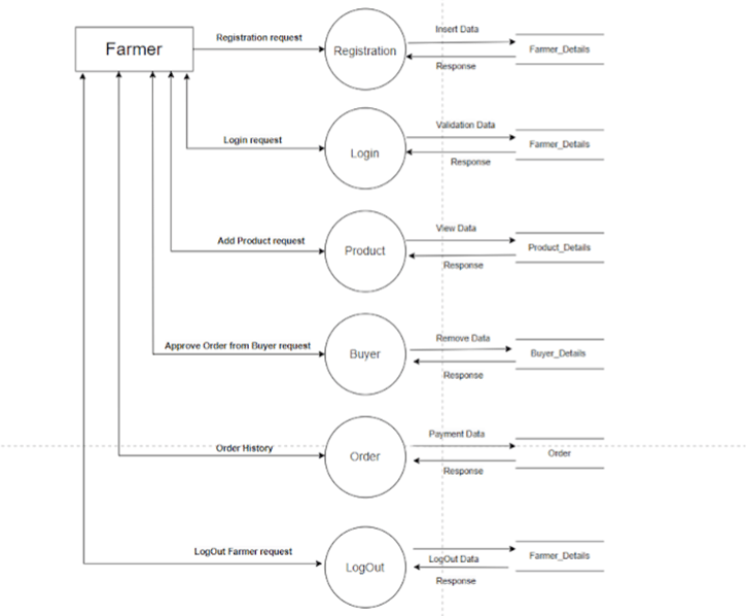 Farmer
Registration request
Registration
Insert Data
Response
Farmer_Details
Login request
Login
Validation Data
Response
Farmer_Details
Add Product request
Product
View Data
Response
Product_Details
Approve Order from Buyer request
Buyer
Remove Data
Response
Buyer_Details
Order History
Order
Payment Data
Response
Order
LogOut Farmer request
LogOut
LogOut Data
Response
Farmer_Details